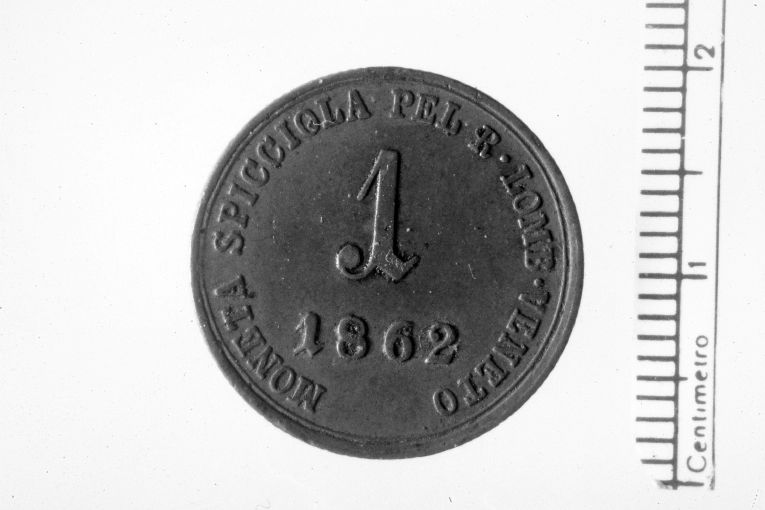 MONETA SPICCIOLA PEL R. LOMB. VENETO
1
1862
2
1
Centimetro